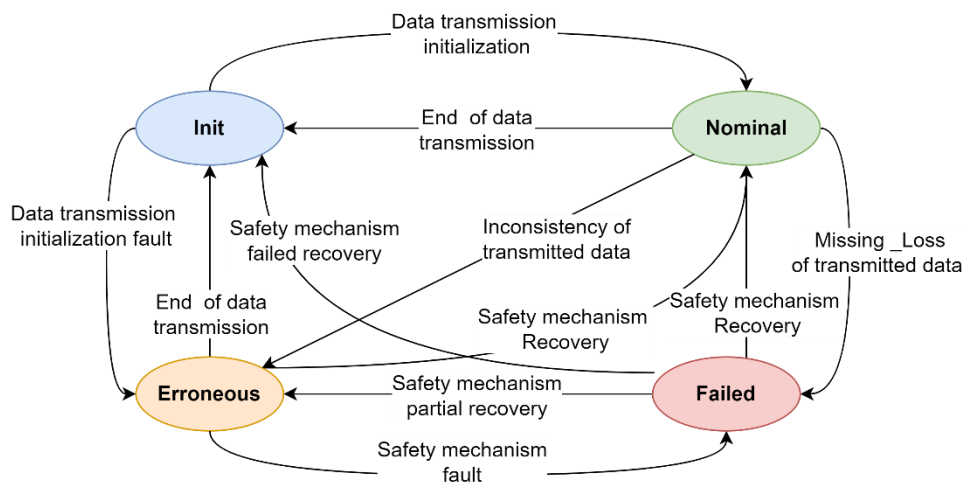 Data transmission
initialization
Init
Nominal
End of data
transmission
Data transmission
initialization fault
Safety mechanism
failed recovery
Inconsistency of
transmitted data
Missing _Loss
of transmitted data
End of data
transmission
Safety mechanism
Recovery
Safety mechanism
Recovery
Erroneous
Safety mechanism
partial recovery
Failed
Safety mechanism
fault